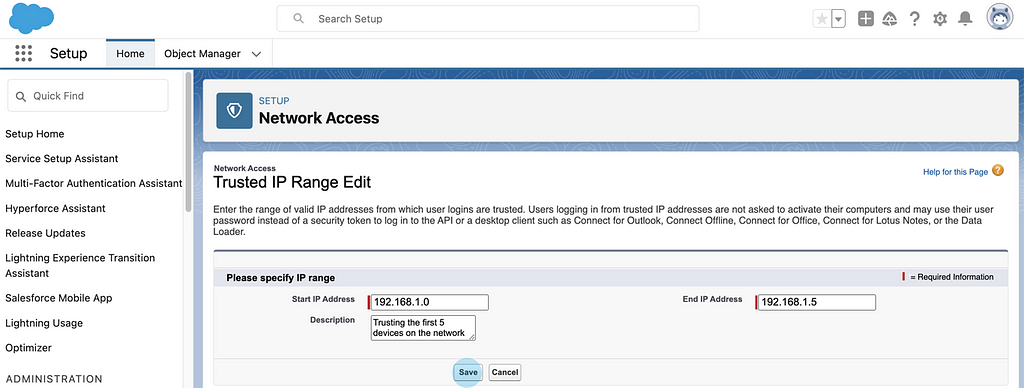 Search Setup
Setup
Home
Object Manager
Quick Find
Setup Home
Service Setup Assistant
Multi-Factor Authentication Assistant
Hyperforce Assistant
Release Updates
Lightning Experience Transition
Assistant
Salesforce Mobile App
Lightning Usage
Optimizer
ADMINISTRATION
SETUP
Network Access
Network Access
Trusted IP Range Edit
Help for this Page ?
Enter the range of valid IP addresses from which user logins are trusted. Users logging in from trusted IP addresses are not asked to activate their computers and may use their user
password instead of a security token to log in to the API or a desktop client such as Connect for Outlook, Connect Offline, Connect for Office, Connect for Lotus Notes, or the Data
Loader.
Please specify IP range
= Required Information
Start IP Address 192.168.1.0
End IP Address 192.168.1.5
Description Trusting the first 5
devices on the network
Save Cancel